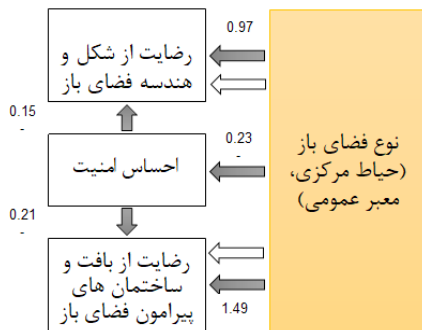 0.97
رضایت از شکل و
هندسه فضای باز
0.15
-
0.23
-
احساس امنیت
نوع فضای باز
(حیاط مرکزی،
معبر عمومی)
0.21
-
رضایت از بافت و
ساختمان های
پیرامون فضای باز
1.49